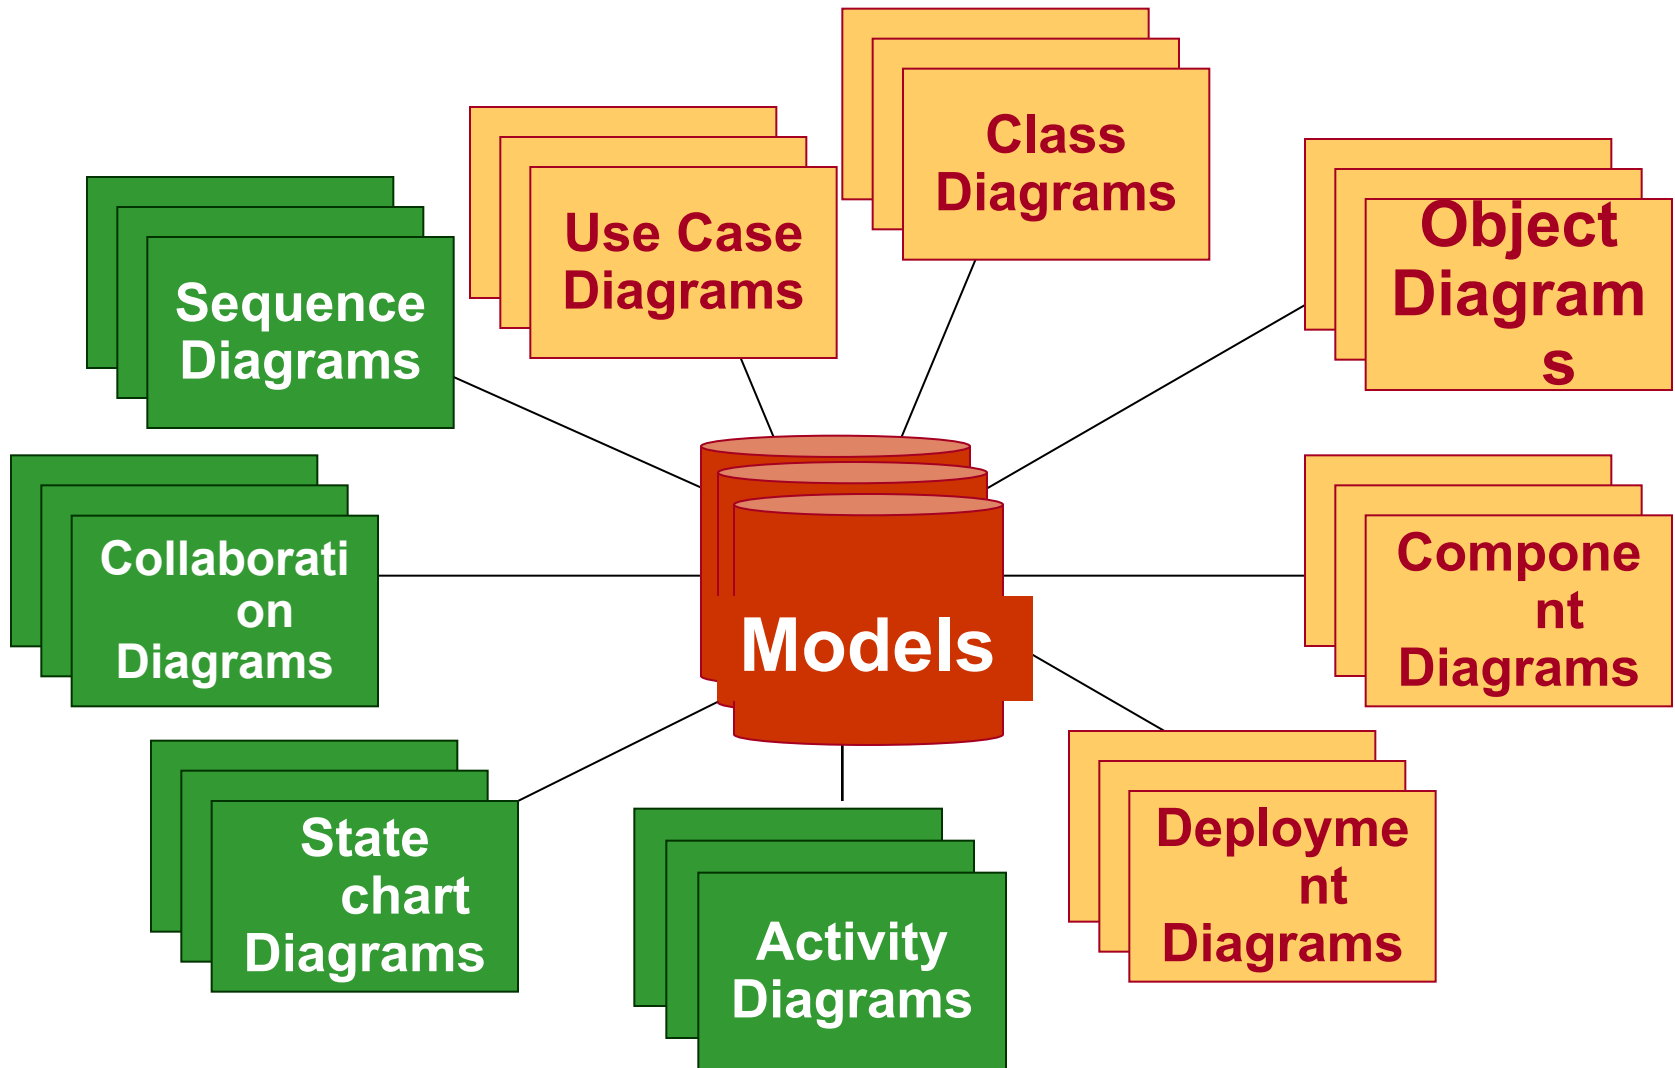 Class
Diagrams
Use Case
Diagrams
Object
Diagram
s
Sequence
Diagrams
Collaborati
on
Diagrams
Models
Compone
nt
Diagrams
State
chart
Diagrams
Activity
Diagrams
Deployme
nt
Diagrams